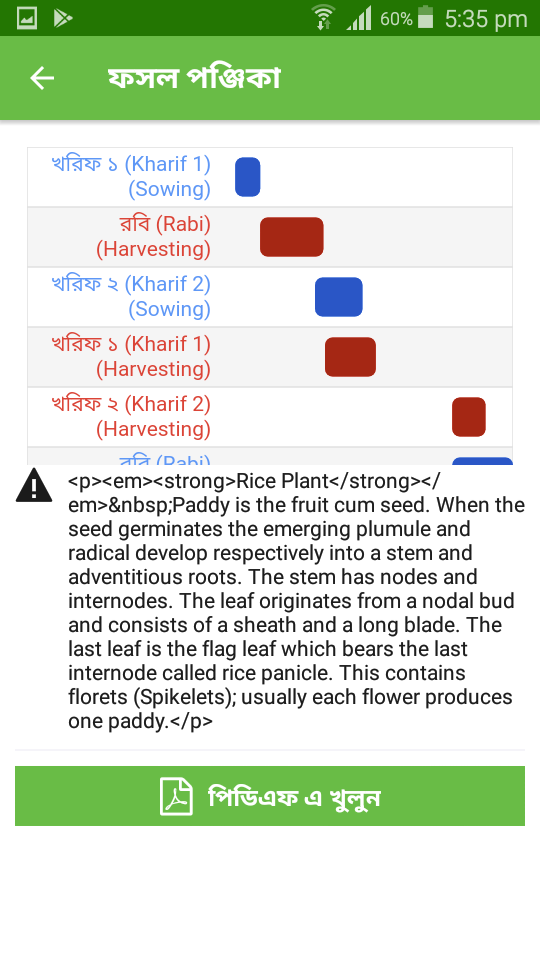 60% 5:35 pm
ফসল পঞ্জিকা
খরিফ ১ (Kharif 1)
(Sowing)
রবি (Rabi)
(Harvesting)
খরিফ ২ (Kharif 2)
(Sowing)
খরিফ ১ (Kharif 1)
(Harvesting)
খরিফ ২ (Kharif 2)
(Harvesting)
রবি (Rabi)
<p><em><strong>Rice Plant</strong></
em>&nbsp;Paddy is the fruit cum seed. When the
seed germinates the emerging plumule and
radical develop respectively into a stem and
adventitious roots. The stem has nodes and
internodes. The leaf originates from a nodal bud
and consists of a sheath and a long blade. The
last leaf is the flag leaf which bears the last
internode called rice panicle. This contains
florets (Spikelets); usually each flower produces
one paddy.</p>
পিডিএফ এ খুলুন